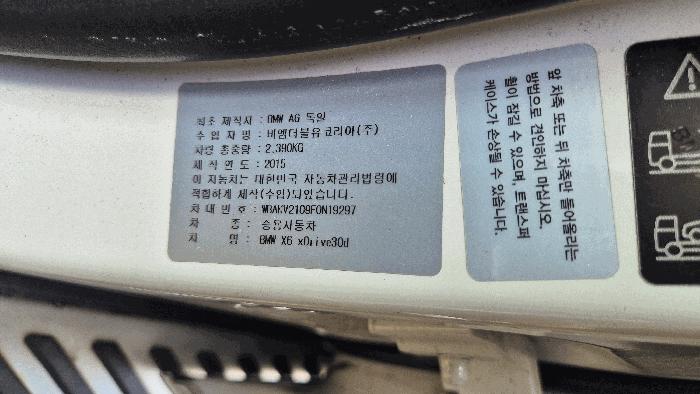 최초 제작사 : BMW AG 독일
수 입 자 명 : 비엠더블유 코리아(주)
차량 총중량 : 2,390KG
제 작 연 도 : 2015
이 자동차는 대한민국 자동차관리법령에
적합하게 제작(수입)되었습니다.
차 대 번 호 : WBAKV2109F0N19297
차 종 : 승용자동차
차 명 : BMW X6 xDrive30d
앞 차축 또는 뒤 차축만 들어올리는
방법으로 견인하지 마십시오.
휠이 잠길 수 있으며, 트랜스퍼
케이스가 손상될 수 있습니다.